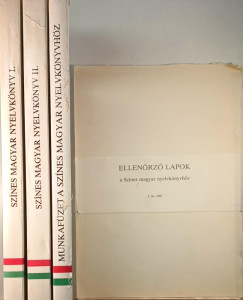 SZÍNES MAGYAR NYELVKÖNYV I.
SZÍNES MAGYAR NYELVKÖNYV II.
MUNKAFÜZET A SZÍNES MAGYAR NYELVKÖNYVHÖZ
ELLENŐRZŐ LAPOK
a Színes magyar nyelvkönyvhöz